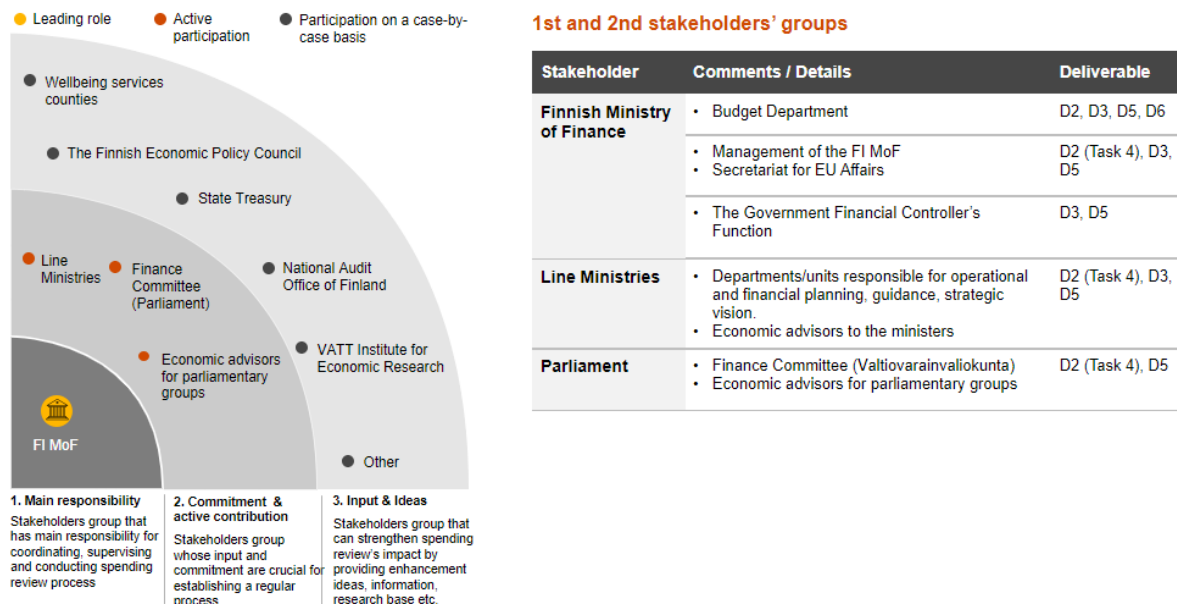 Leading role
Active
participation
Participation on a case-by-
case basis
Wellbeing services
counties
The Finnish Economic Policy Council
State Treasury
Line
Ministries
Finance
Committee
(Parliament)
National Audit
Office of Finland
Economic advisors
for parliamentary
groups
VATT Institute for
Economic Research
FI MoF
Other
1. Main responsibility
Stakeholders group that
has main responsibility for
coordinating, supervising
and conducting spending
review process
2. Commitment &
active contribution
Stakeholders group
whose input and
commitment are crucial for
establishing a regular
process
3. Input & Ideas
Stakeholders group that
can strengthen spending
review's impact by
providing enhancement
ideas, information,
research base etc.
1st and 2nd stakeholders' groups
Stakeholder Comments / Details Deliverable
Finnish Ministry
of Finance
• Budget Department
D2, D3, D5, D6
• Management of the FI MoF
• Secretariat for EU Affairs
D2 (Task 4), D3,
D5
• The Government Financial Controller's
Function
D3, D5
Line Ministries
• Departments/units responsible for operational
and financial planning, guidance, strategic
vision.
• Economic advisors to the ministers
D2 (Task 4), D3,
D5
Parliament
• Finance Committee (Valtiovarainvaliokunta)
• Economic advisors for parliamentary groups
D2 (Task 4), D5